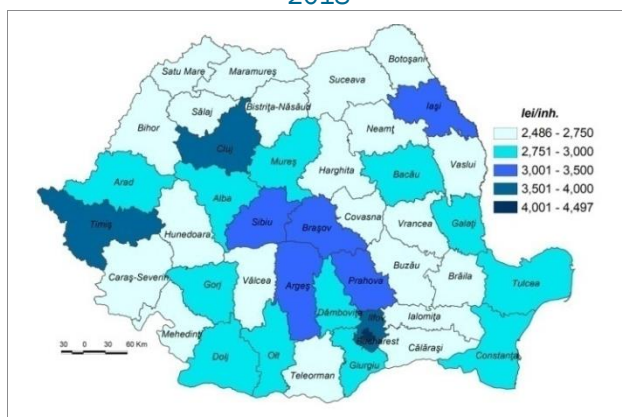 2018
Botoşani
Satu Mare
Maramureş
Suceava
Sălaj
Bistriţa-Năsăud
Iaşi
lei/inh.
2,486 - 2,750
2,751 - 3,000
3,001 - 3,500
3,501 - 4,000
4,001 - 4,497
Bihor
Cluj
Neamţ
Mureş
Harghita
Bacău
Vaslui
Arad
Alba
Timiş
Hunedoara
Sibiu
Braşov
Covasna
Vrancea
Galaţi
Caraş-Severin
Gorj
Vâlcea
Argeş
Prahova
Buzău
Brăila
Tulcea
Dâmboviţa
Mehedinţi
Ialomiţa
30 0 30 60 Km
Dolj
Olt
Teleorman
Giurgiu
Călăraşi
Constanţa